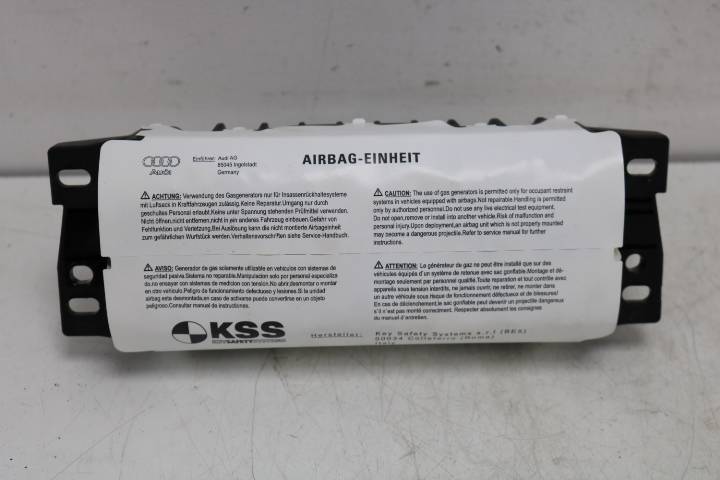 Audi
Einführer: Audi AG
85045 Ingolstadt
Germany
AIRBAG-EINHEIT
ACHTUNG: Verwendung des Gasgenerators nur für Insassenrückhaltesysteme
mit Luftsack in Kraftfahrzeugen zulässig.Keine Reparatur.Umgang nur durch
geschultes Personal erlaubt.Keine unter Spannung stehenden Prüfmittel verwenden.
Nicht öffnen,nicht entfernen,nicht in ein anderes Fahrzeug einbauen.Gefahr von
Fehlfunktion und Verletzung.Bei Auslösung kann die nicht montierte Airbageinheit
zum gefährlichen Wurfstück werden.Verhaltensvorschriften siehe Service-Handbuch.
CAUTION: The use of gas generators is permitted only for occupant restraint
systems in vehicles equipped with airbags.Not repairable.Handling is permitted
only by authorized personnel.Do not use any live electrical test equipment.
Do not open,remove or install into another vehicle.Risk of malfunction and
personal injury.Upon deployment,an airbag unit which is not properly mounted
may become a dangerous projectile.Refer to service manual for further
instructions.
AVISO: Generador de gas solamente utilizable en vehículos con sistemas de
seguridad pasiva.Sistema no reparable.Manipulación solo por personal especializa
do,no ensayar con sistemas de medicion con tensión.No abrir,desmontar o montar
en otro vehiculo.Peligro de funcionamiento defectuoso y lesiones.Si la unidad
airbag esta desmontada,en caso de activarse puede convertirse en un objeto
peligroso.Consultar manual de instrucciones.
ATTENTION: Le générateur de gaz ne peut être installé que sur des
véhicules équipés d'un système de retenue avec sac gonflable.Montage et dé-
montage seulement par personnel qualifié.Toute reparation et tout contrôle avec
appareils sous tension interdits, ne jamais ouvrir, ne retirer, ne monter dans
un autre véhicule sous risque de fonctionnement défectueux et de blessures!
En cas de déclenchement,le sac gonflable peut devenir un projectile dangereux
s'il n'est pas monté correctement. Respecter absolument les consignes
du manuel d'entretien.
KSS
KEY SAFETY SYSTEMS
Hersteller:
Key Safety Systems s.r.l (BES)
00034 Colleferro (Roma)
Italy